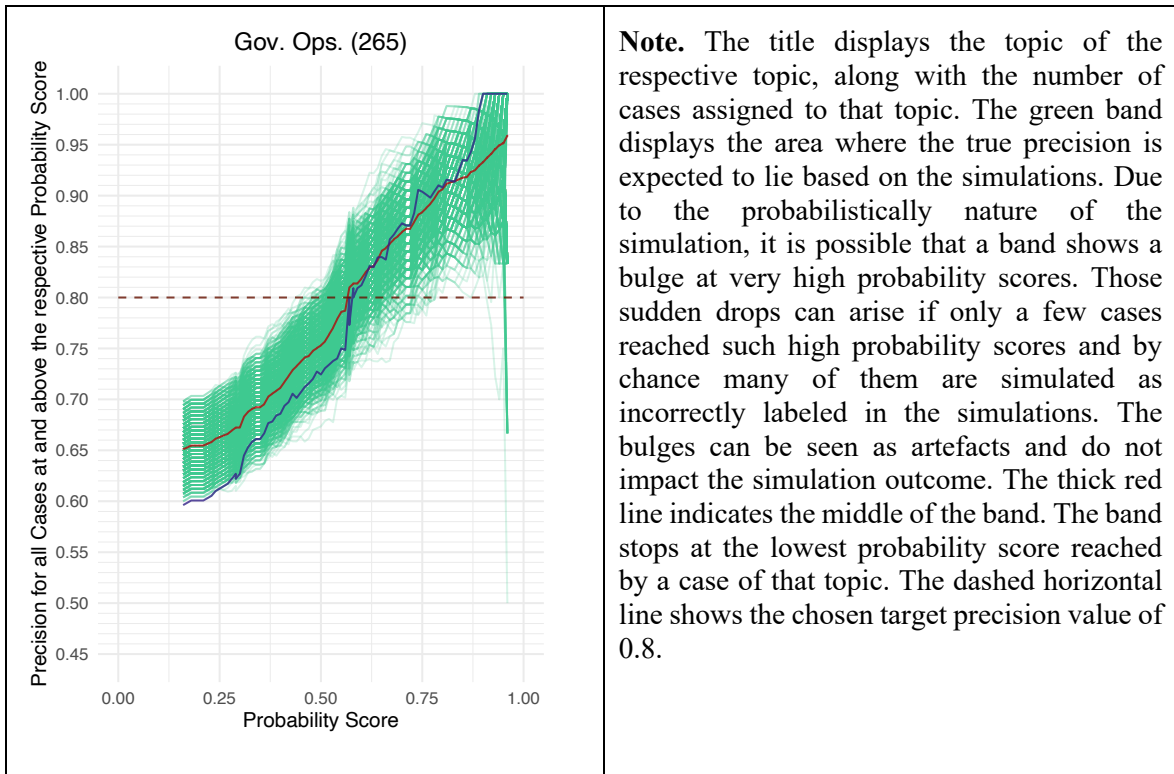 Gov. Ops. (265)
Precision for all Cases at and above the respective Probability Score
1.00
0.95
0.90
0.85
0.80
0.75
0.70
0.65
0.60
0.55
0.50
0.45
0.00
0.25
0.50
0.75
1.00
Probability Score
Note. The title displays the topic of the
respective topic, along with the number of
cases assigned to that topic. The green band
displays the area where the true precision is
expected to lie based on the simulations. Due
to the probabilistically nature of the
simulation, it is possible that a band shows a
bulge at very high probability scores. Those
sudden drops can arise if only a few cases
reached such high probability scores and by
chance many of them are simulated as
incorrectly labeled in the simulations. The
bulges can be seen as artefacts and do not
impact the simulation outcome. The thick red
line indicates the middle of the band. The band
stops at the lowest probability score reached
by a case of that topic. The dashed horizontal
line shows the chosen target precision value of
0.8.